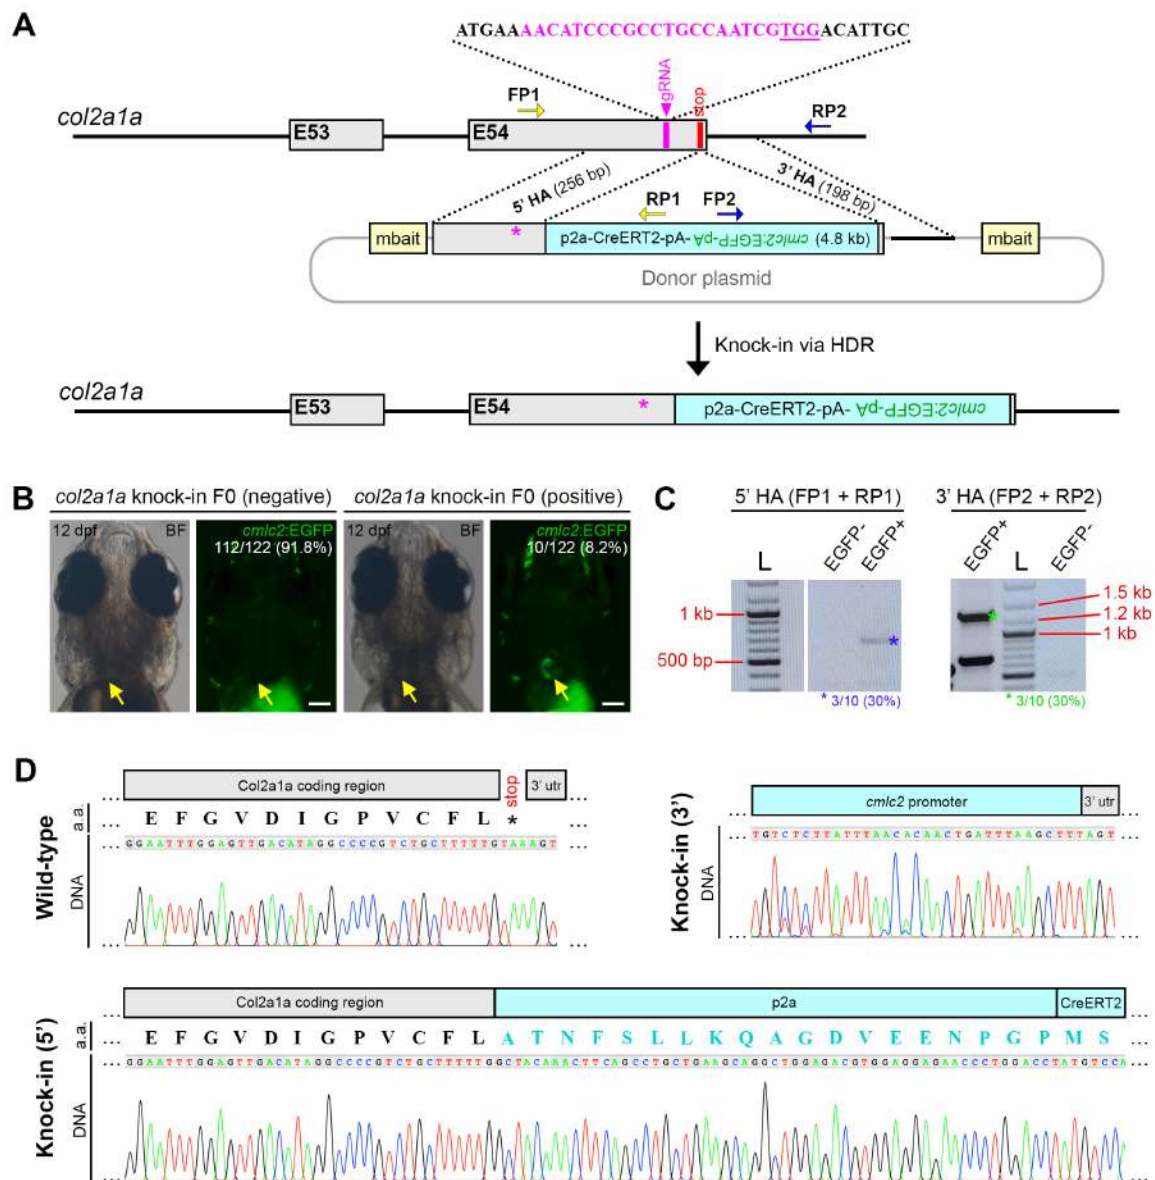 A
ATGAAAACATCCCGCCTGCCAATCGTGGACATTGC
gRNA
stop
FP1
RP2
col2a1a
E53
E54
5' HA (256 bp)
3' HA (198 bp)
RP1
FP2
mbait
*
p2a-CreERT2-pA-cmlc2:EGFP-pA (4.8 kb)
mbait
Donor plasmid
Knock-in via HDR
col2a1a
E53
E54
*
p2a-CreERT2-pA- cmlc2:EGFP-pA
B
col2a1a knock-in F0 (negative)
col2a1a knock-in F0 (positive)
12 dpf
BF
cmlc2:EGFP
112/122 (91.8%)
12 dpf
BF
cmlc2:EGFP
10/122 (8.2%)
C
5' HA (FP1 + RP1)
3' HA (FP2 + RP2)
L
EGFP-
EGFP+
EGFP+
L
EGFP-
1 kb
500 bp
*
*
1.5 kb
1.2 kb
1 kb
* 3/10 (30%)
* 3/10 (30%)
D
Wild-type
Col2a1a coding region
stop
3' utr
...
...
a.a.
E F G V D I G P V C F L *
...
...
DNA
... GGAATTTGGAGTTGACATAGGCCCCGTCTGCTTTTTGTAAAGT ...
...
...
Knock-in (3')
cmlc2 promoter
3' utr
...
...
DNA
... TGTCTCTTATTTAACACAACTGATTTAAGCTTTAGT ...
...
...
Knock-in (5')
Col2a1a coding region
p2a
CreERT2
...
...
a.a.
... E F G V D I G P V C F L A T N F S L L K Q A G D V E E N P G P M S ...
DNA
... GGAATTTGGAGTTGACATAGGCCCCGTCTGCTTTTTGGCTACAAACTTCAGCCTGCTGAAGCAGGCTGGAGACGTGGAGGAGAACCCTGGACCTATGTCCA ...
...
...